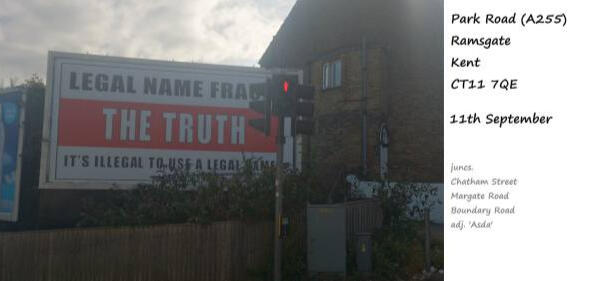 LEGAL NAME FRA
THE TRUTH
IT'S ILLEGAL TO USE A LEGAL NAME
Park Road (A255)
Ramsgate
Kent
CT11 7QE
11th September
juncs.
Chatham Street
Margate Road
Boundary Road
adj. 'Asda'